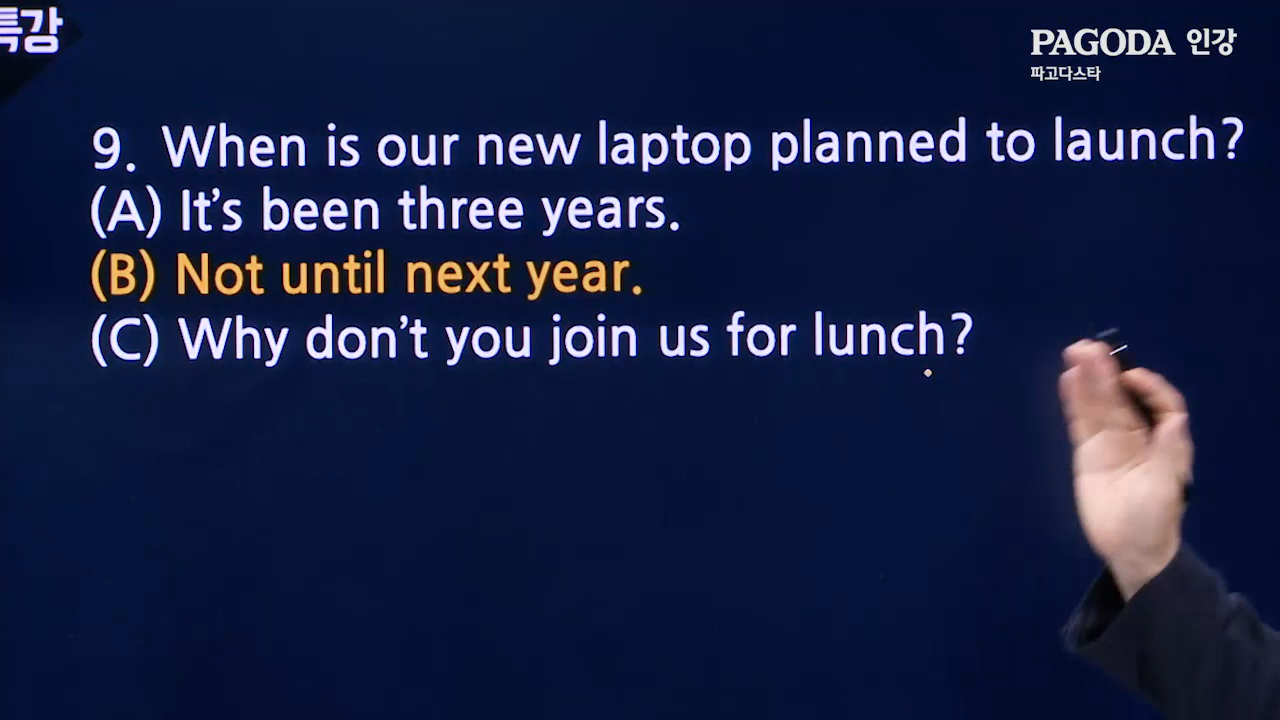 특강
PAGODA 인강
파고다스타
9. When is our new laptop planned to launch?
(A) It's been three years.
(B) Not until next year.
(C) Why don't you join us for lunch?